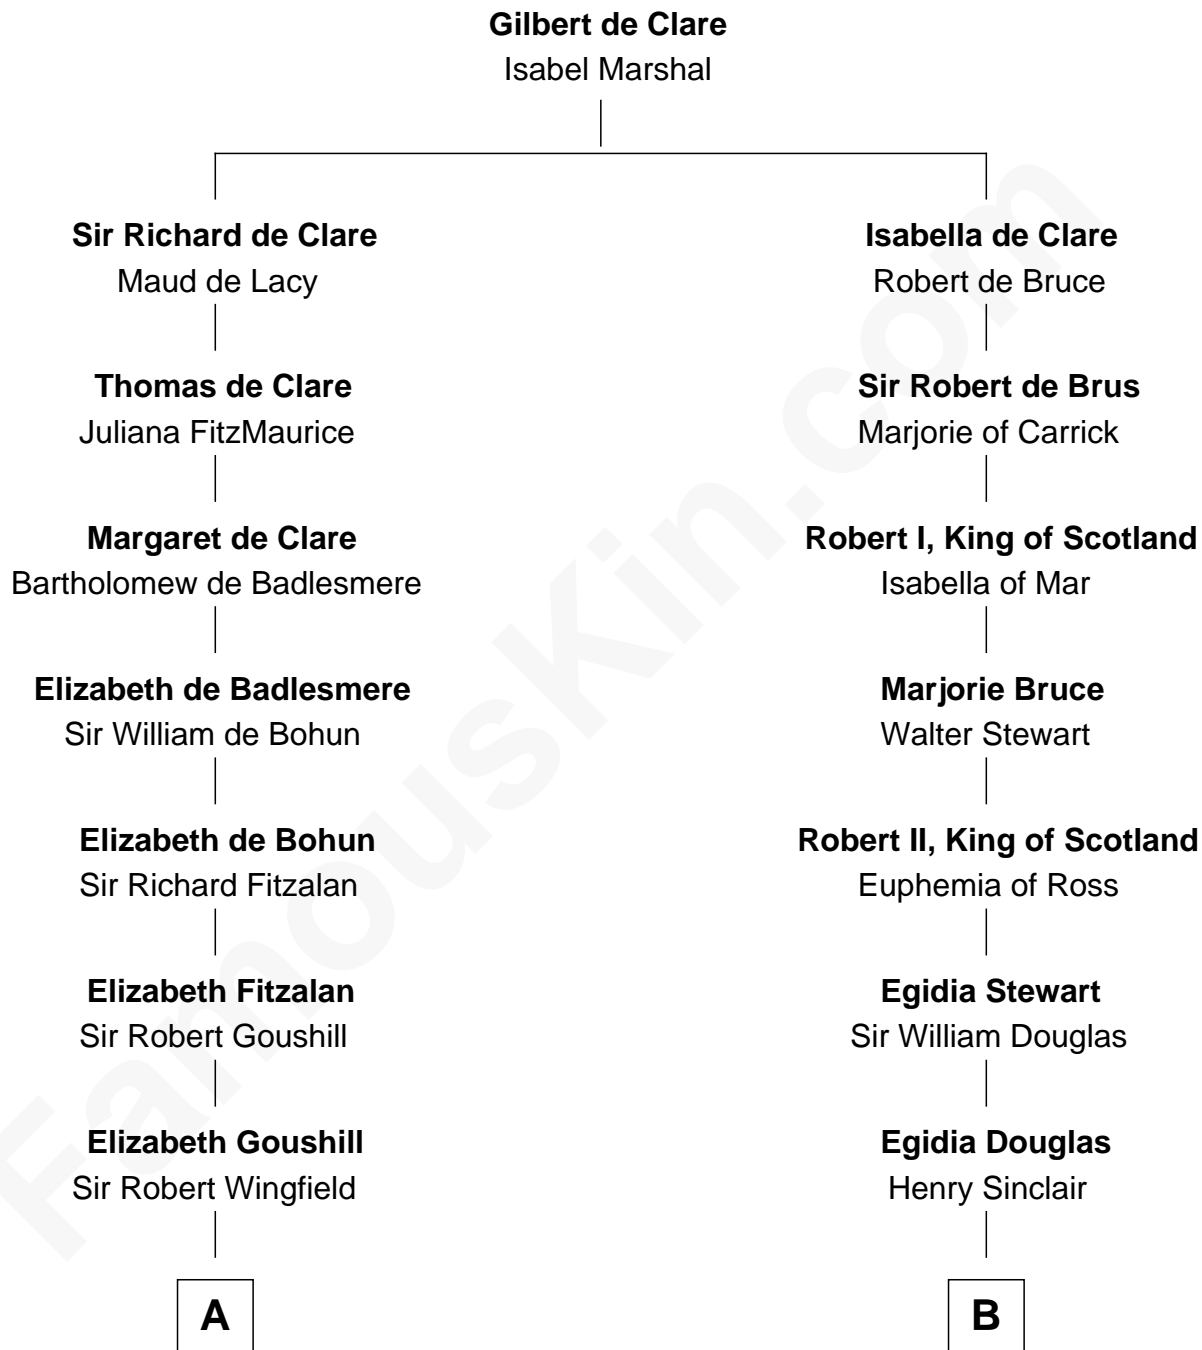 Gilbert de Clare
Isabel Marshal
Sir Richard de Clare
Maud de Lacy
Isabella de Clare
Robert de Bruce
Thomas de Clare
Juliana FitzMaurice
Sir Robert de Brus
Marjorie of Carrick
Margaret de Clare
Bartholomew de Badlesmere
Robert I, King of Scotland
Isabella of Mar
Elizabeth de Badlesmere
Sir William de Bohun
Marjorie Bruce
Walter Stewart
Elizabeth de Bohun
Sir Richard Fitzalan
Robert II, King of Scotland
Euphemia of Ross
Elizabeth Fitzalan
Sir Robert Goushill
Egidia Stewart
Sir William Douglas
Elizabeth Goushill
Sir Robert Wingfield
Egidia Douglas
Henry Sinclair
A
B
FamousKin.com